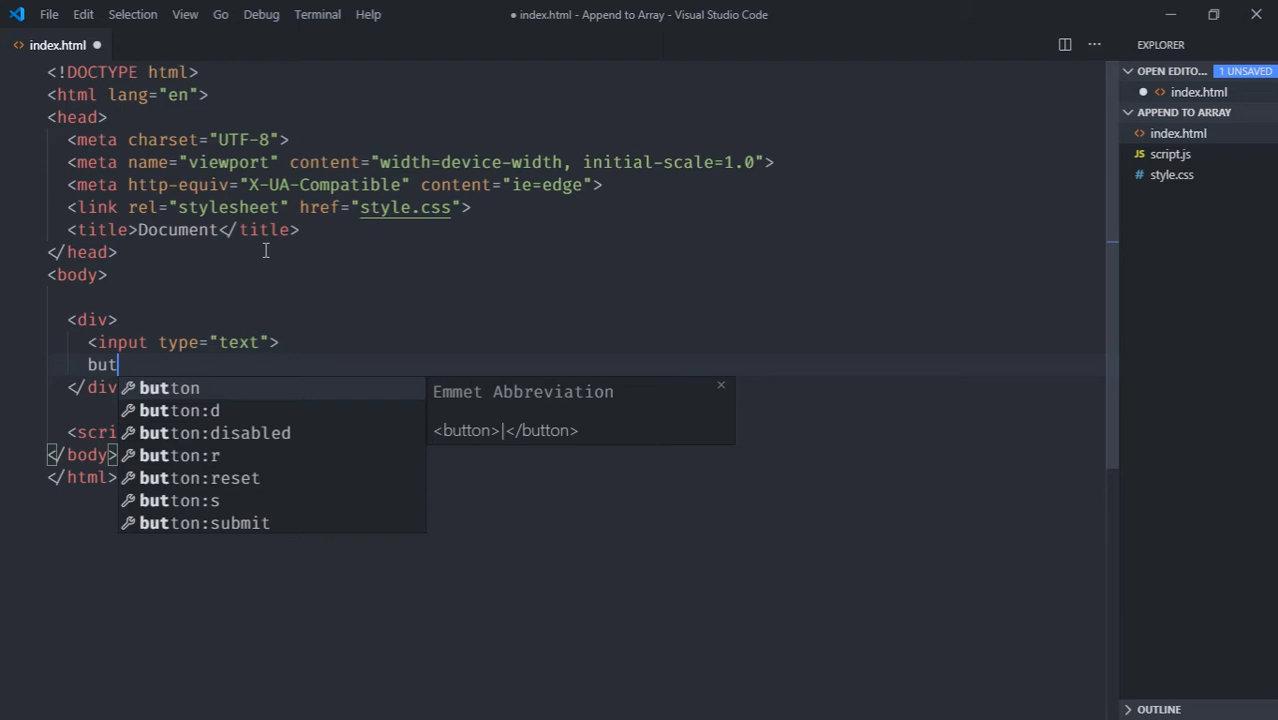 File Edit Selection View Go Debug Terminal Help
● index.html - Append to Array - Visual Studio Code
index.html
EXPLORER
<!DOCTYPE html>
<html lang="en">
<head>
<meta charset="UTF-8">
<meta name="viewport" content="width=device-width, initial-scale=1.0">
<meta http-equiv="X-UA-Compatible" content="ie=edge">
<link rel="stylesheet" href="style.css">
<title>Document</title>
</head>
<body>
<div>
<input type="text">
but
</div
<scri
</body>
</html>
button
button:d
button:disabled
button:r
button:reset
button:s
button:submit
Emmet Abbreviation
<button>|</button>
OPEN EDITO... 1 UNSAVED
index.html
APPEND TO ARRAY
index.html
script.js
# style.css
OUTLINE